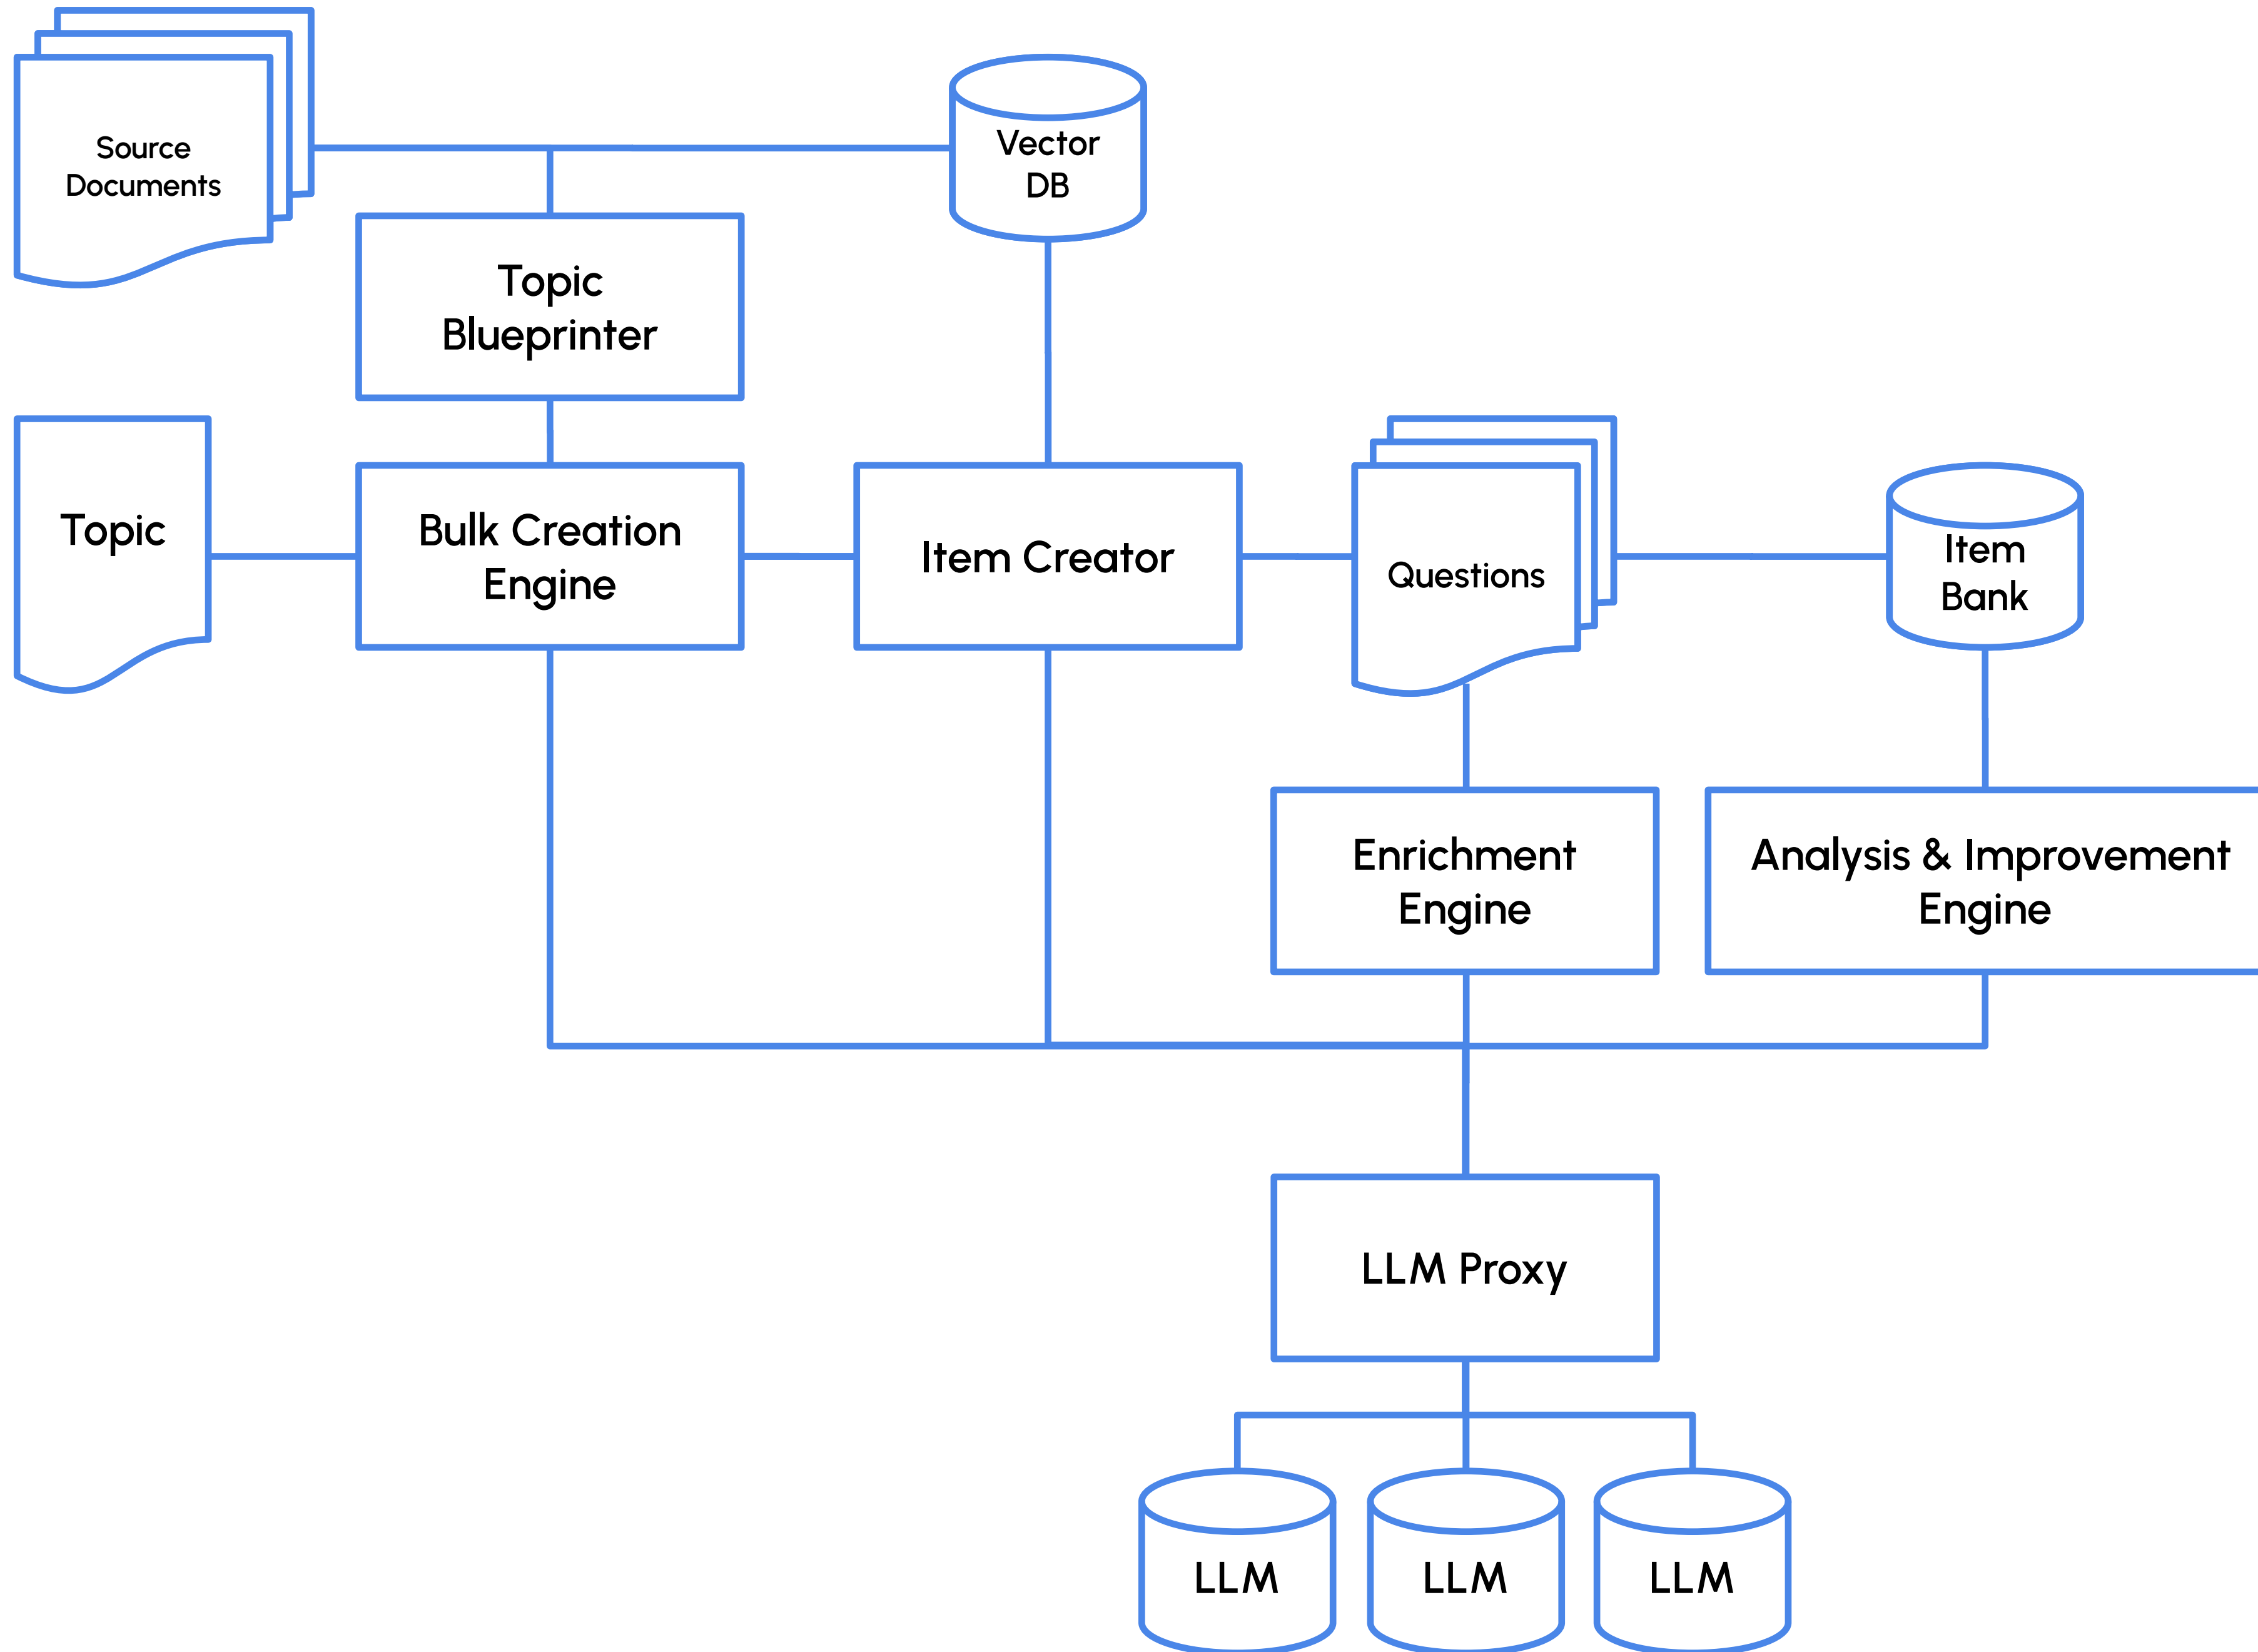 Source
Documents
Vector
DB
Topic
Blueprinter
Topic
Bulk Creation
Engine
Item Creator
Questions
Item
Bank
Enrichment
Engine
Analysis & Improvement
Engine
LLM Proxy
LLM
LLM
LLM